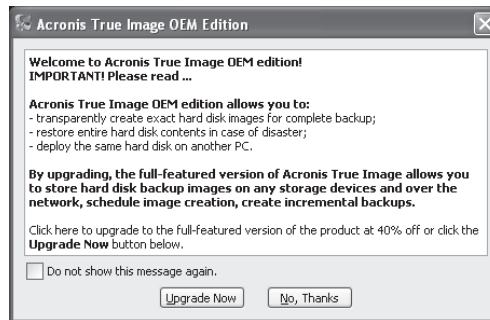 Acronis True Image OEM Edition
Welcome to Acronis True Image OEM edition!
IMPORTANT! Please read ...
Acronis True Image OEM edition allows you to:
- transparently create exact hard disk images for complete backup;
- restore entire hard disk contents in case of disaster;
- deploy the same hard disk on another PC.
By upgrading, the full-featured version of Acronis True Image allows you
to store hard disk backup images on any storage devices and over the
network, schedule image creation, create incremental backups.
Click here to upgrade to the full-featured version of the product at 40% off or click the
Upgrade Now button below.
Do not show this message again.
Upgrade Now
No, Thanks